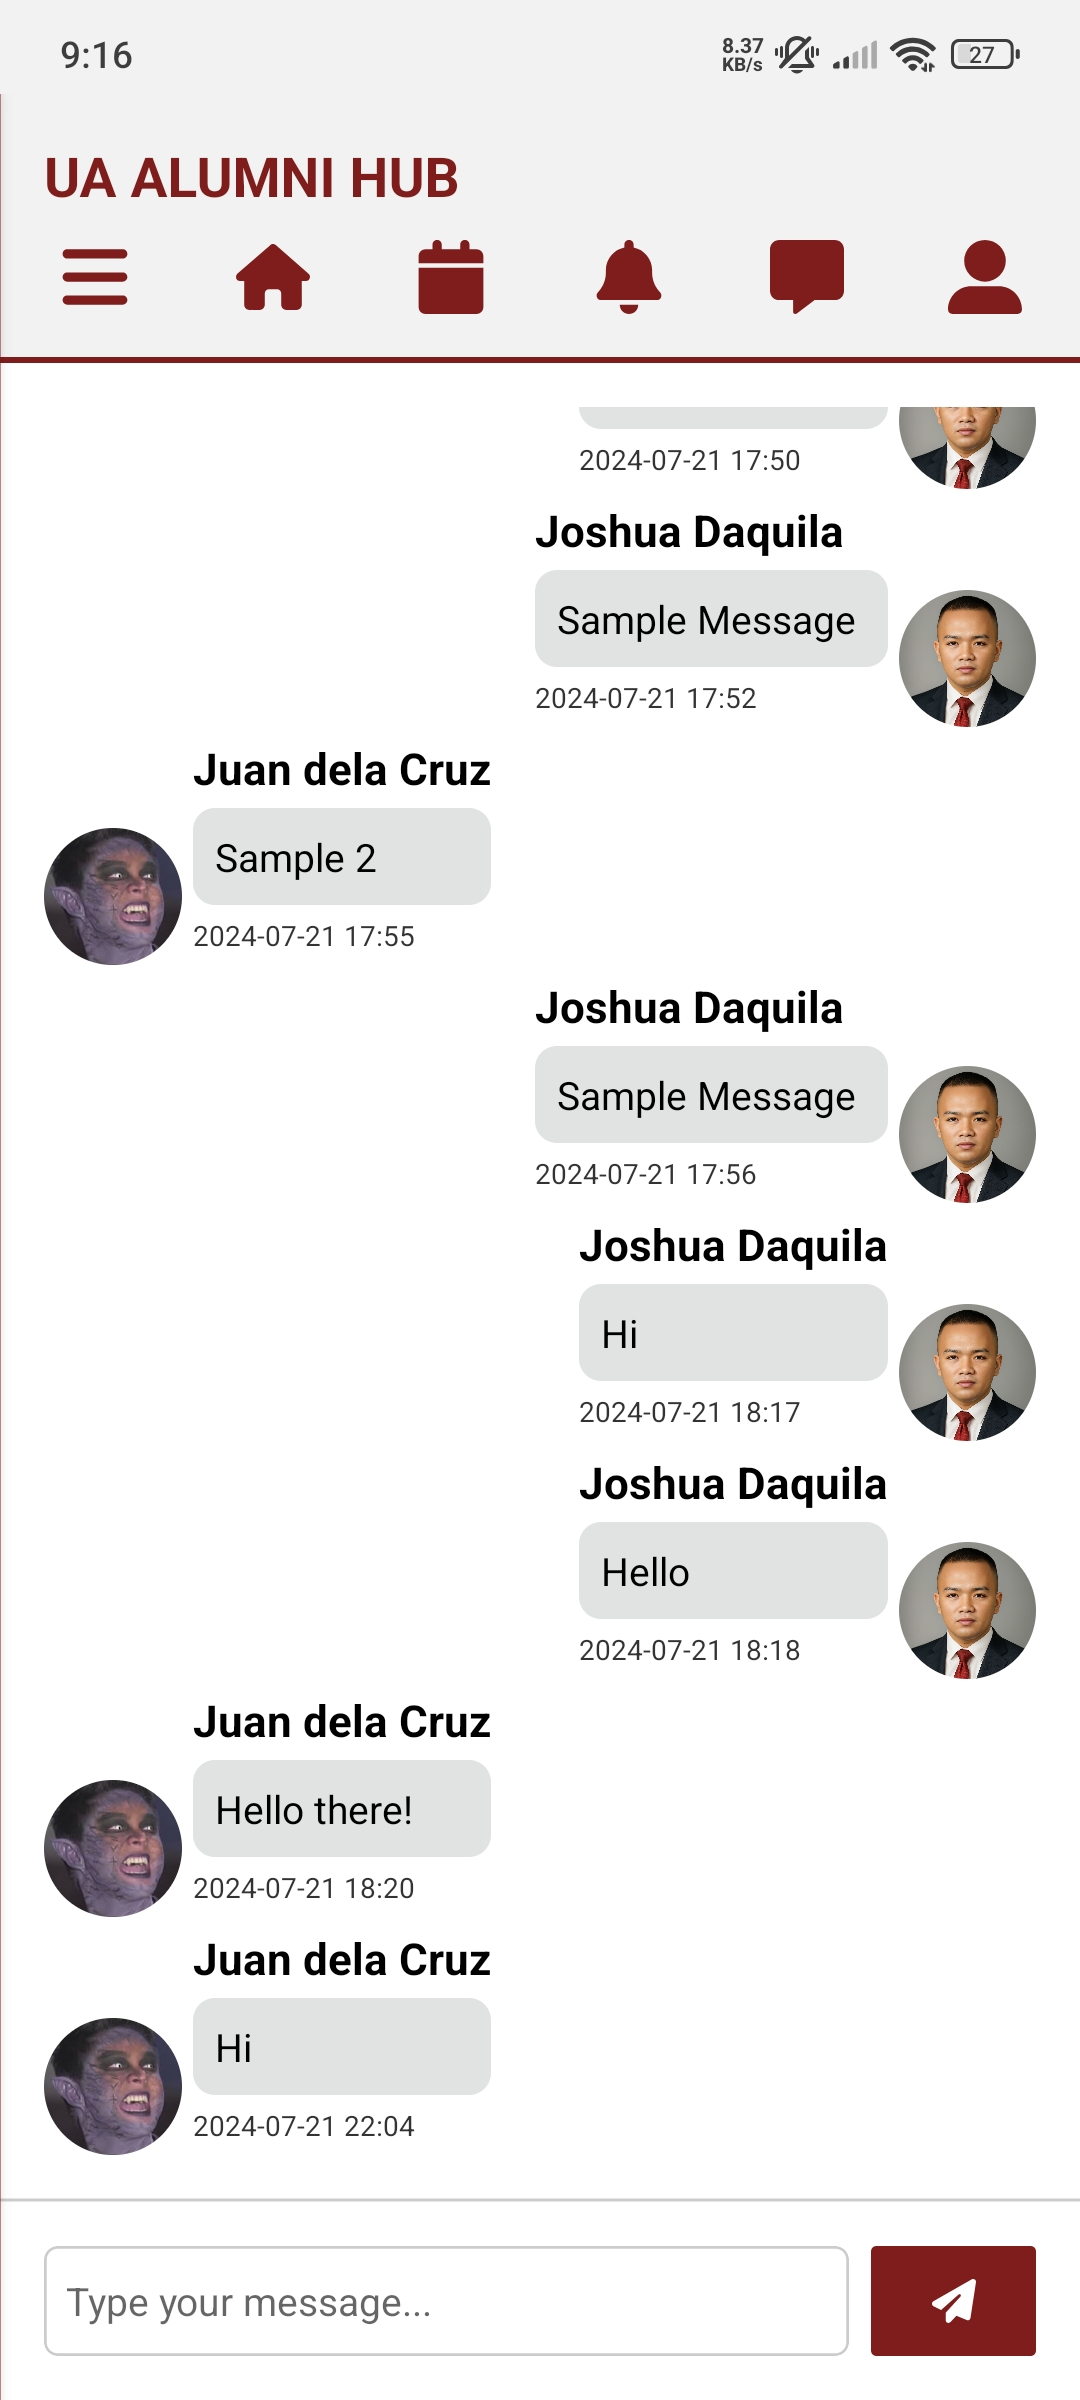 9:16
8.37
KB/s
27
UA ALUMNI HUB
2024-07-21 17:50
Joshua Daquila
Sample Message
2024-07-21 17:52
Juan dela Cruz
Sample 2
2024-07-21 17:55
Joshua Daquila
Sample Message
2024-07-21 17:56
Joshua Daquila
Hi
2024-07-21 18:17
Joshua Daquila
Hello
2024-07-21 18:18
Juan dela Cruz
Hello there!
2024-07-21 18:20
Juan dela Cruz
Hi
2024-07-21 22:04
Type your message...